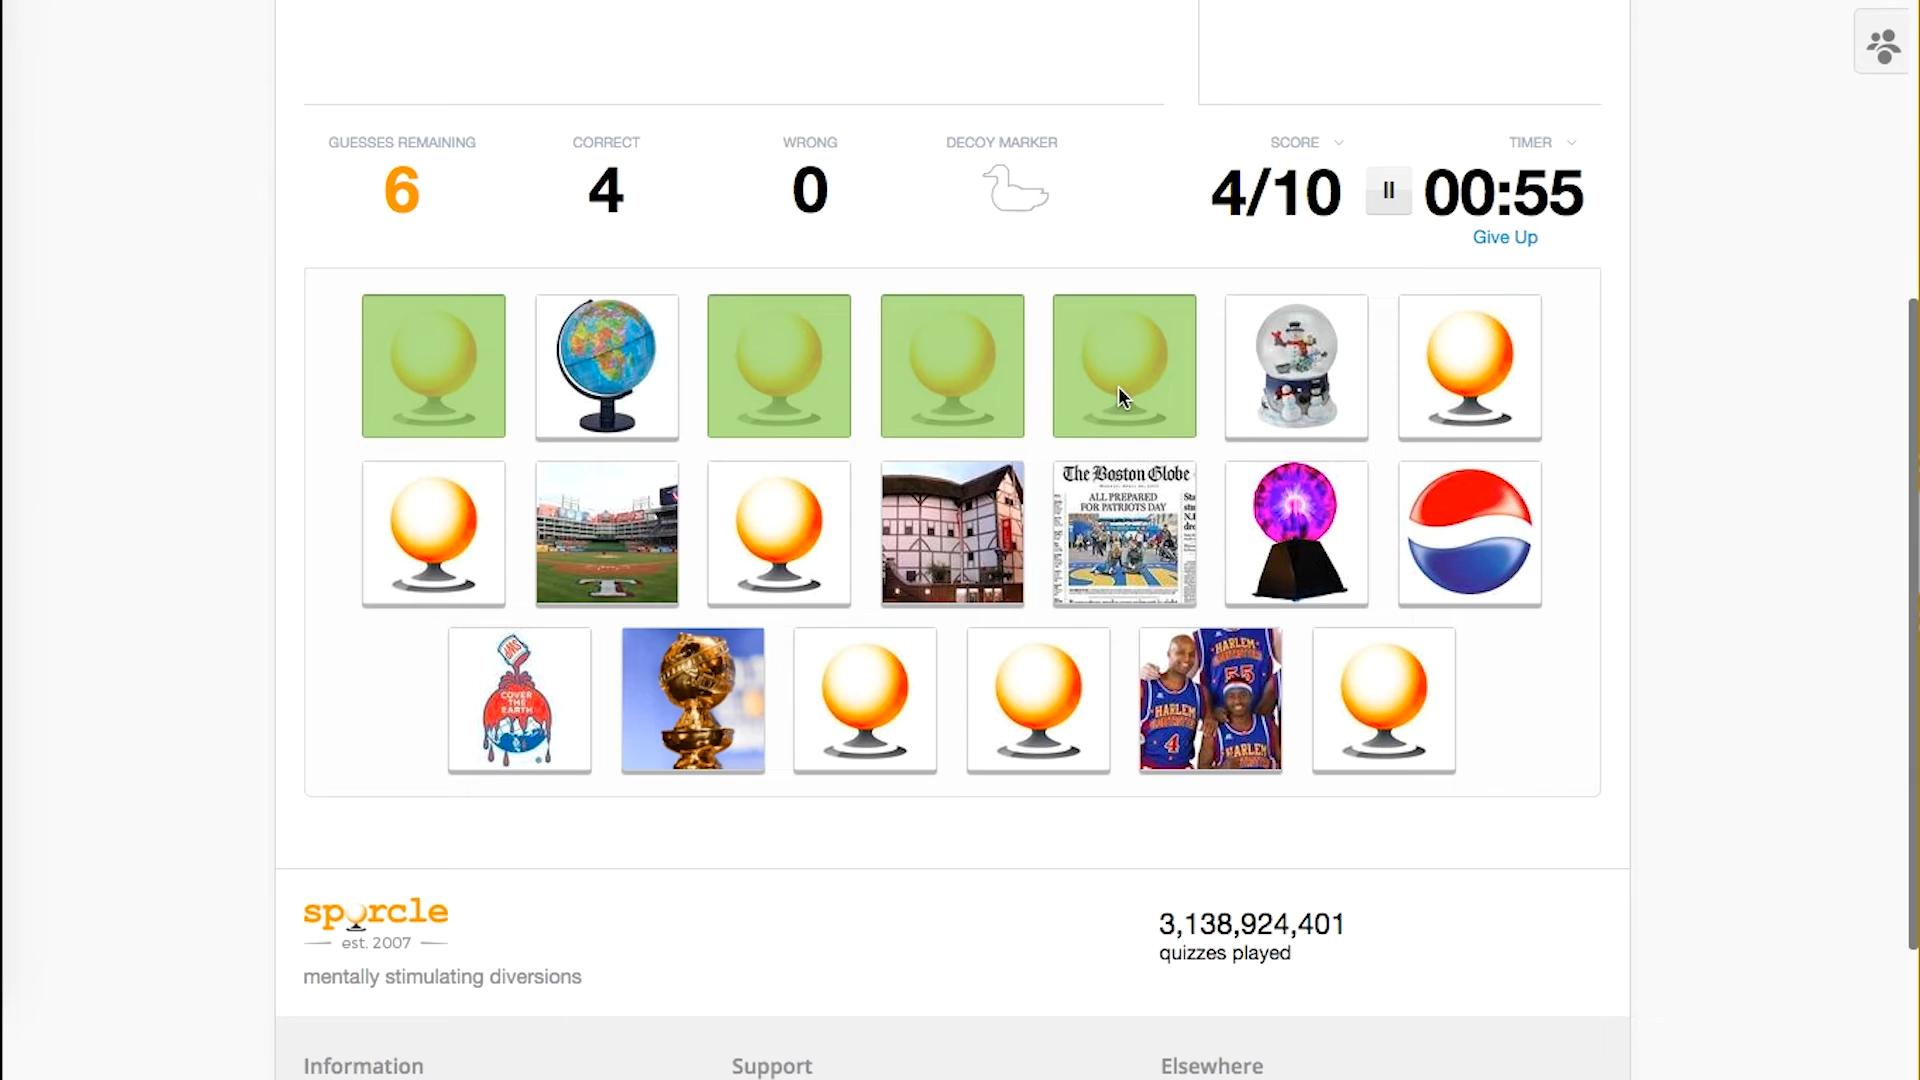 GUESSES REMAINING
CORRECT
WRONG
DECOY MARKER
SCORE
TIMER
6
4
0
4/10
00:55
Give Up
The Boston Globe
ALL PREPARED
FOR PATRIOTS DAY
COVER
THE
EARTH
HARLEM
55
HARLEM
4
HARLEM
sporcle
est. 2007
mentally stimulating diversions
3,138,924,401
quizzes played
Information
Support
Elsewhere